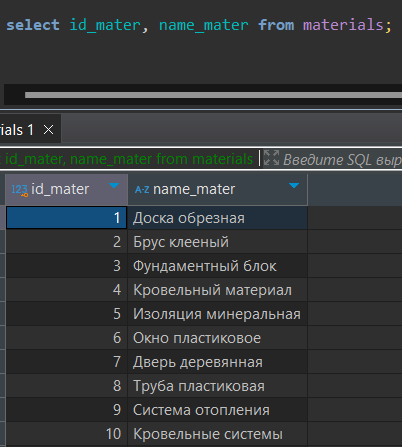 select id_mater, name_mater from materials;
ials 1
id_mater, name_mater from materials Введите SQL выр
123 id_mater A-Z name_mater
1 Доска обрезная
2 Брус клееный
3 Фундаментный блок
4 Кровельный материал
5 Изоляция минеральная
6 Окно пластиковое
7 Дверь деревянная
8 Труба пластиковая
9 Система отопления
10 Кровельные системы